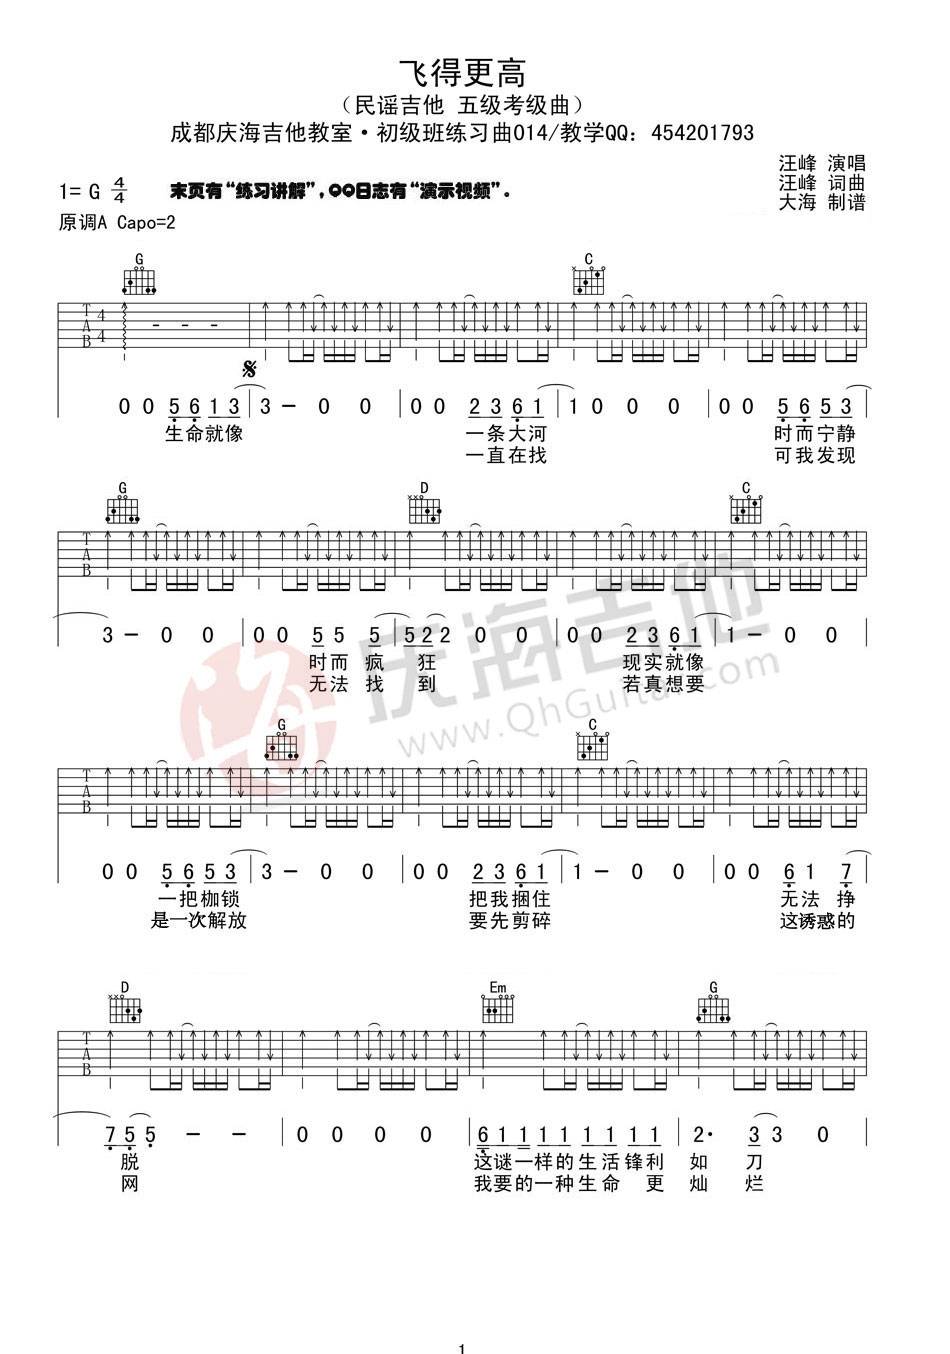 飞得更高
（民谣吉他 五级考级曲）
成都庆海吉他教室·初级班练习曲014/教学QQ：454201793
汪峰 演唱
1= G 4/4 末页有“练习讲解”，QQ日志有“演示视频”。
汪峰 词曲
大海 制谱
原调A Capo=2
G C
T A B 4 4 - - -
0 0 5 6 1 3 3 - 0 0 0 0 2 3 6 1 1 0 0 0 0 0 5 6 5 3
生命就像 一条大河 时而宁静
一直在找 可我发现
G D C
T A B
3 - 0 0 0 0 5 5 5 5 2 2 0 0 0 0 2 3 6 1 1 - 0 0
时而疯 狂 现实就像
无法找 到 若真想要
庆海吉他
www.QhGuitar.com
G C
T A B
0 0 5 6 5 3 3 - 0 0 0 0 2 3 6 1 1 - 0 0 0 0 6 1 7
一把枷锁 把我捆住 无法 挣
是一次解放 要先剪碎 这诱惑的
D Em G
T A B
7 5 5 - - 0 0 0 0 6 1 1 1 1 1 1 1 1 1 2· 3 3 0
脱 这谜一样的生活锋利 如 刀
网 我要的一种生命更 灿 烂
1